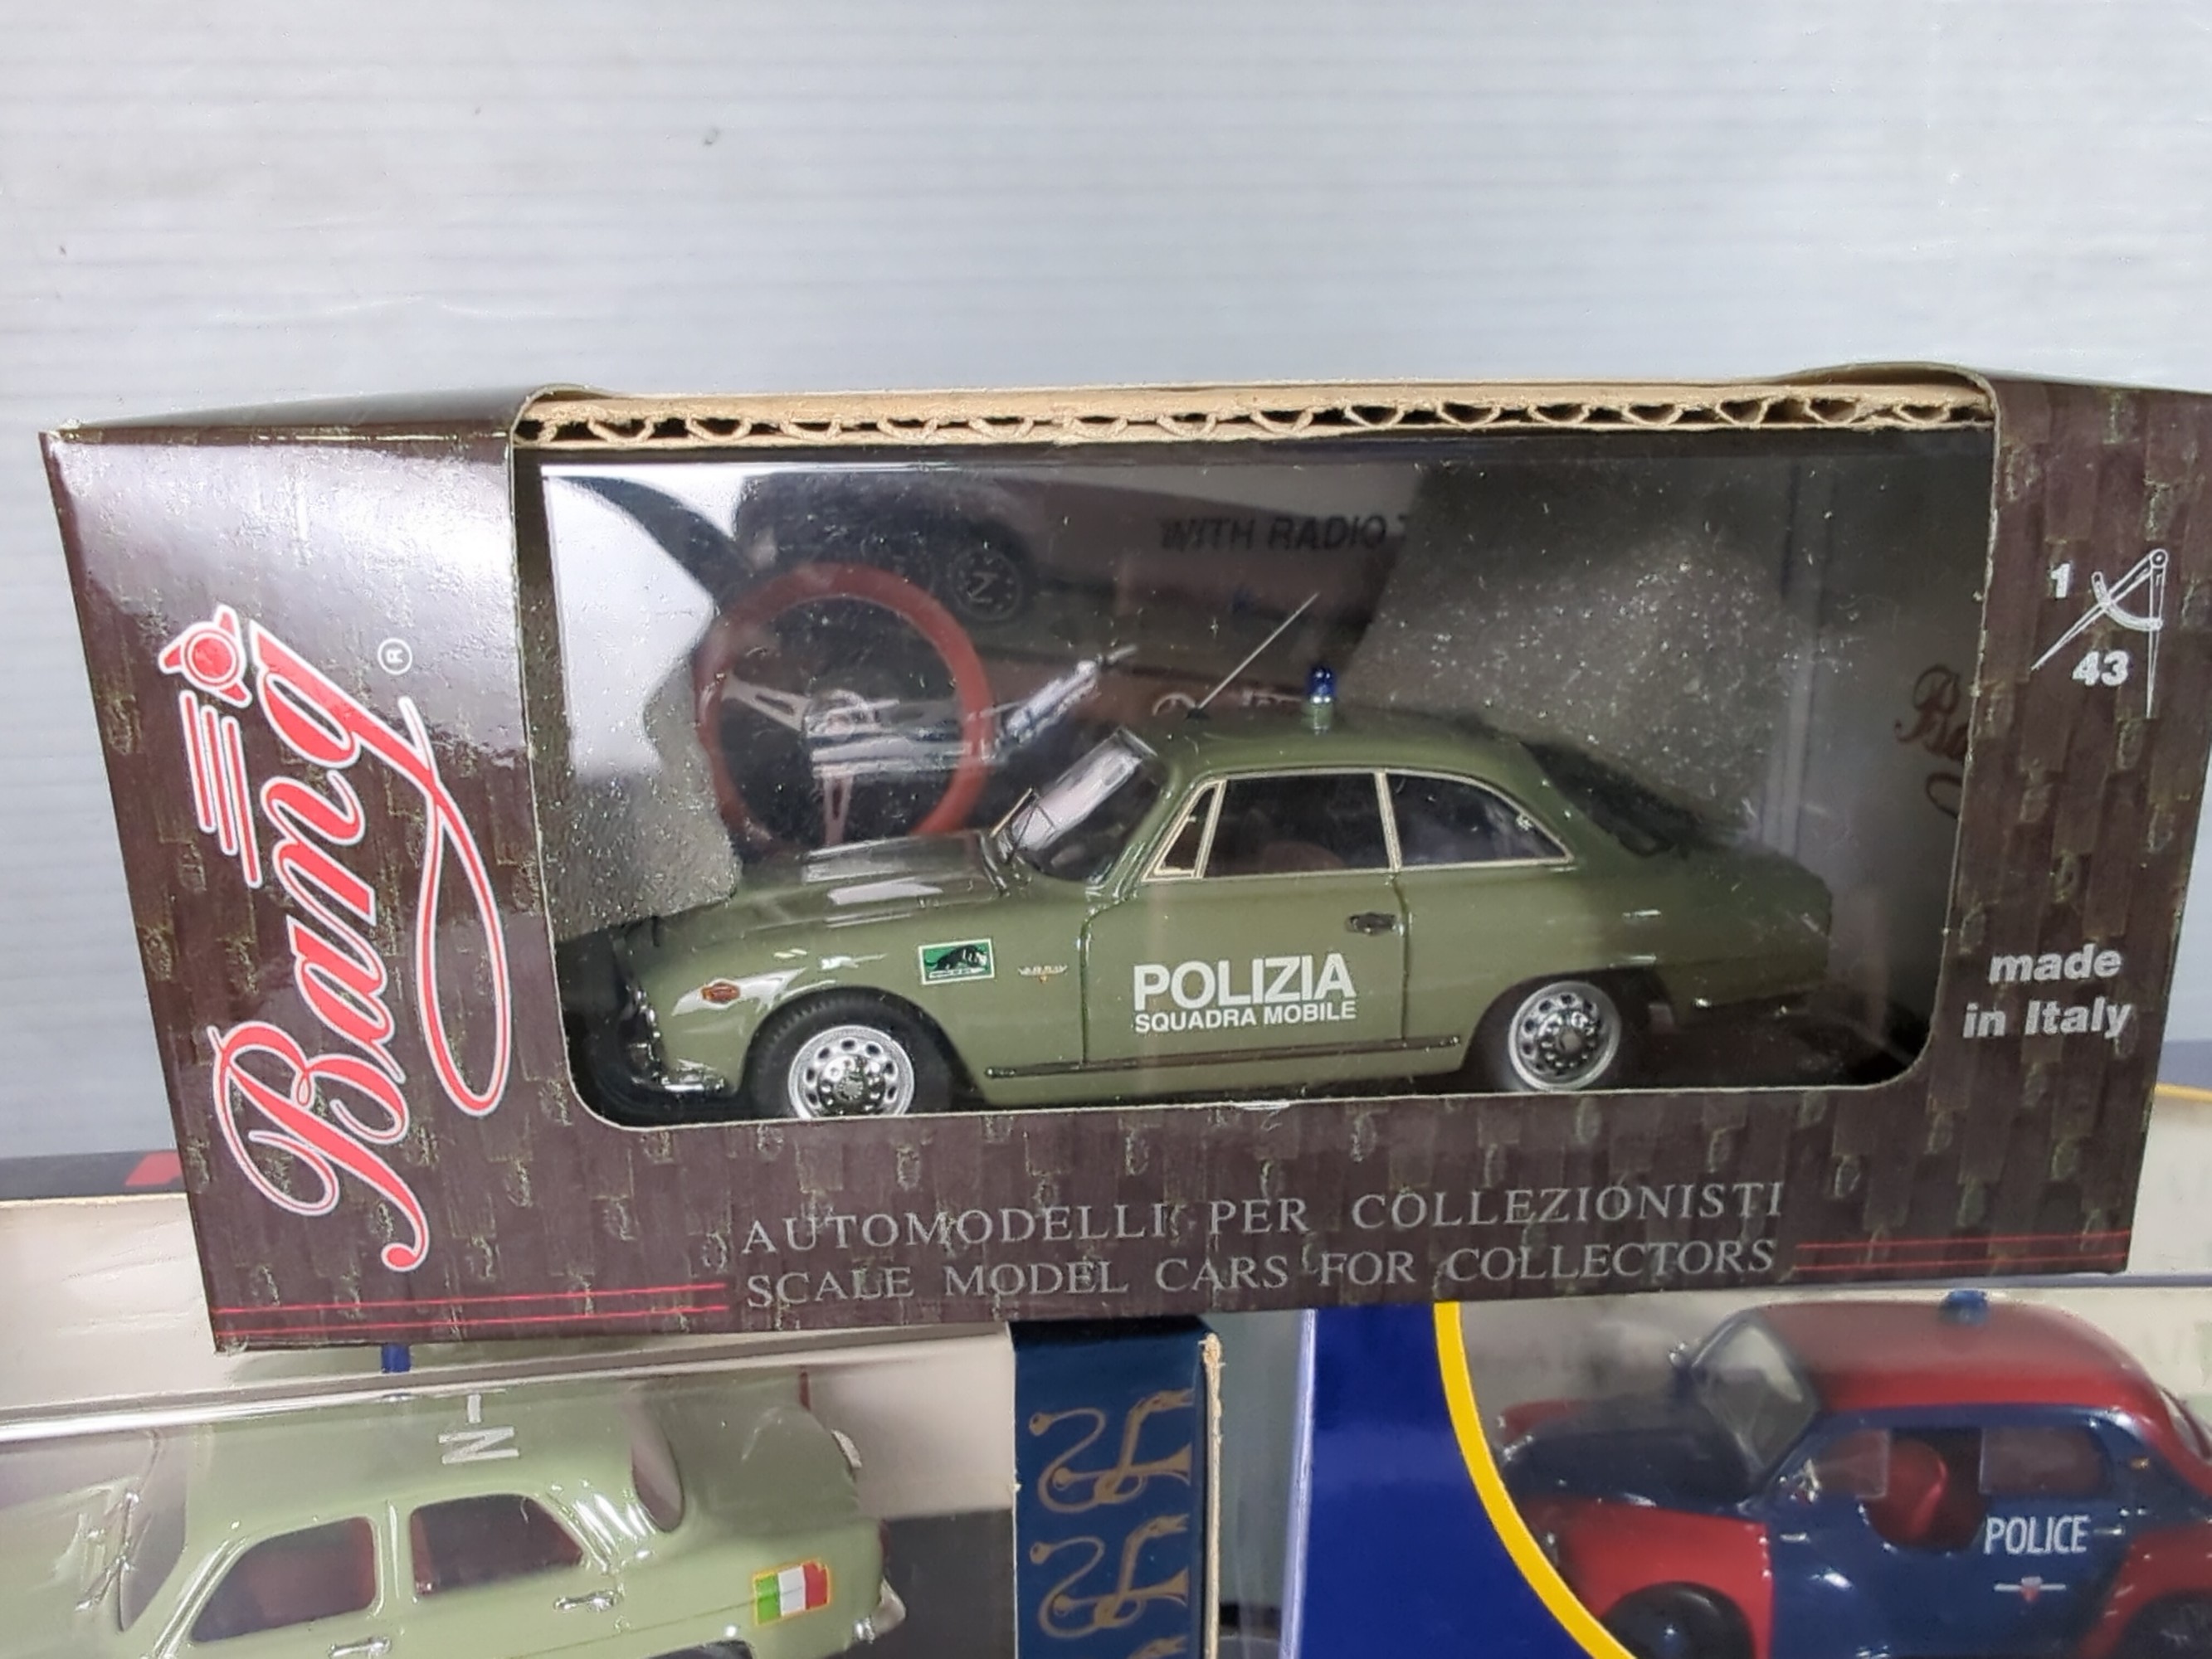 WITH RADIO
1
43
Bang
®
POLIZIA
SQUADRA MOBILE
made
in Italy
AUTOMODELLI PER COLLEZIONISTI
SCALE MODEL CARS FOR COLLECTORS
POLICE